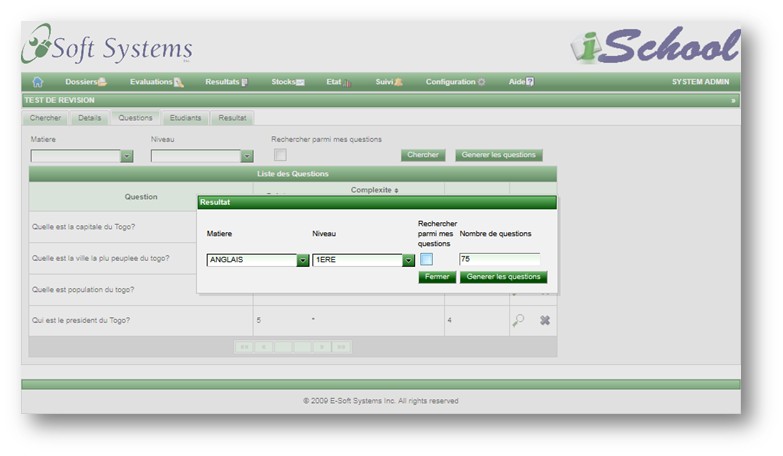 Soft Systems
Inc.
iSchool
Dossiers Evaluations Resultats Stocks Etat Suivi Configuration Aide SYSTEM ADMIN
TEST DE REVISION »
Chercher Details Questions Etudiants Resultat
Matiere Niveau Rechercher parmi mes questions
Chercher Generer les questions
Liste des Questions
Question Complexite
Resultat
Quelle est la capitale du Togo?
Matiere Niveau Rechercher parmi mes questions Nombre de questions
Quelle est la ville la plu peuplee du togo?
ANGLAIS 1ERE 75
Fermer Generer les questions
Quelle est population du togo?
Qui est le president du Togo? 5 * 4
«« « » »»
© 2009 E-Soft Systems Inc. All rights reserved